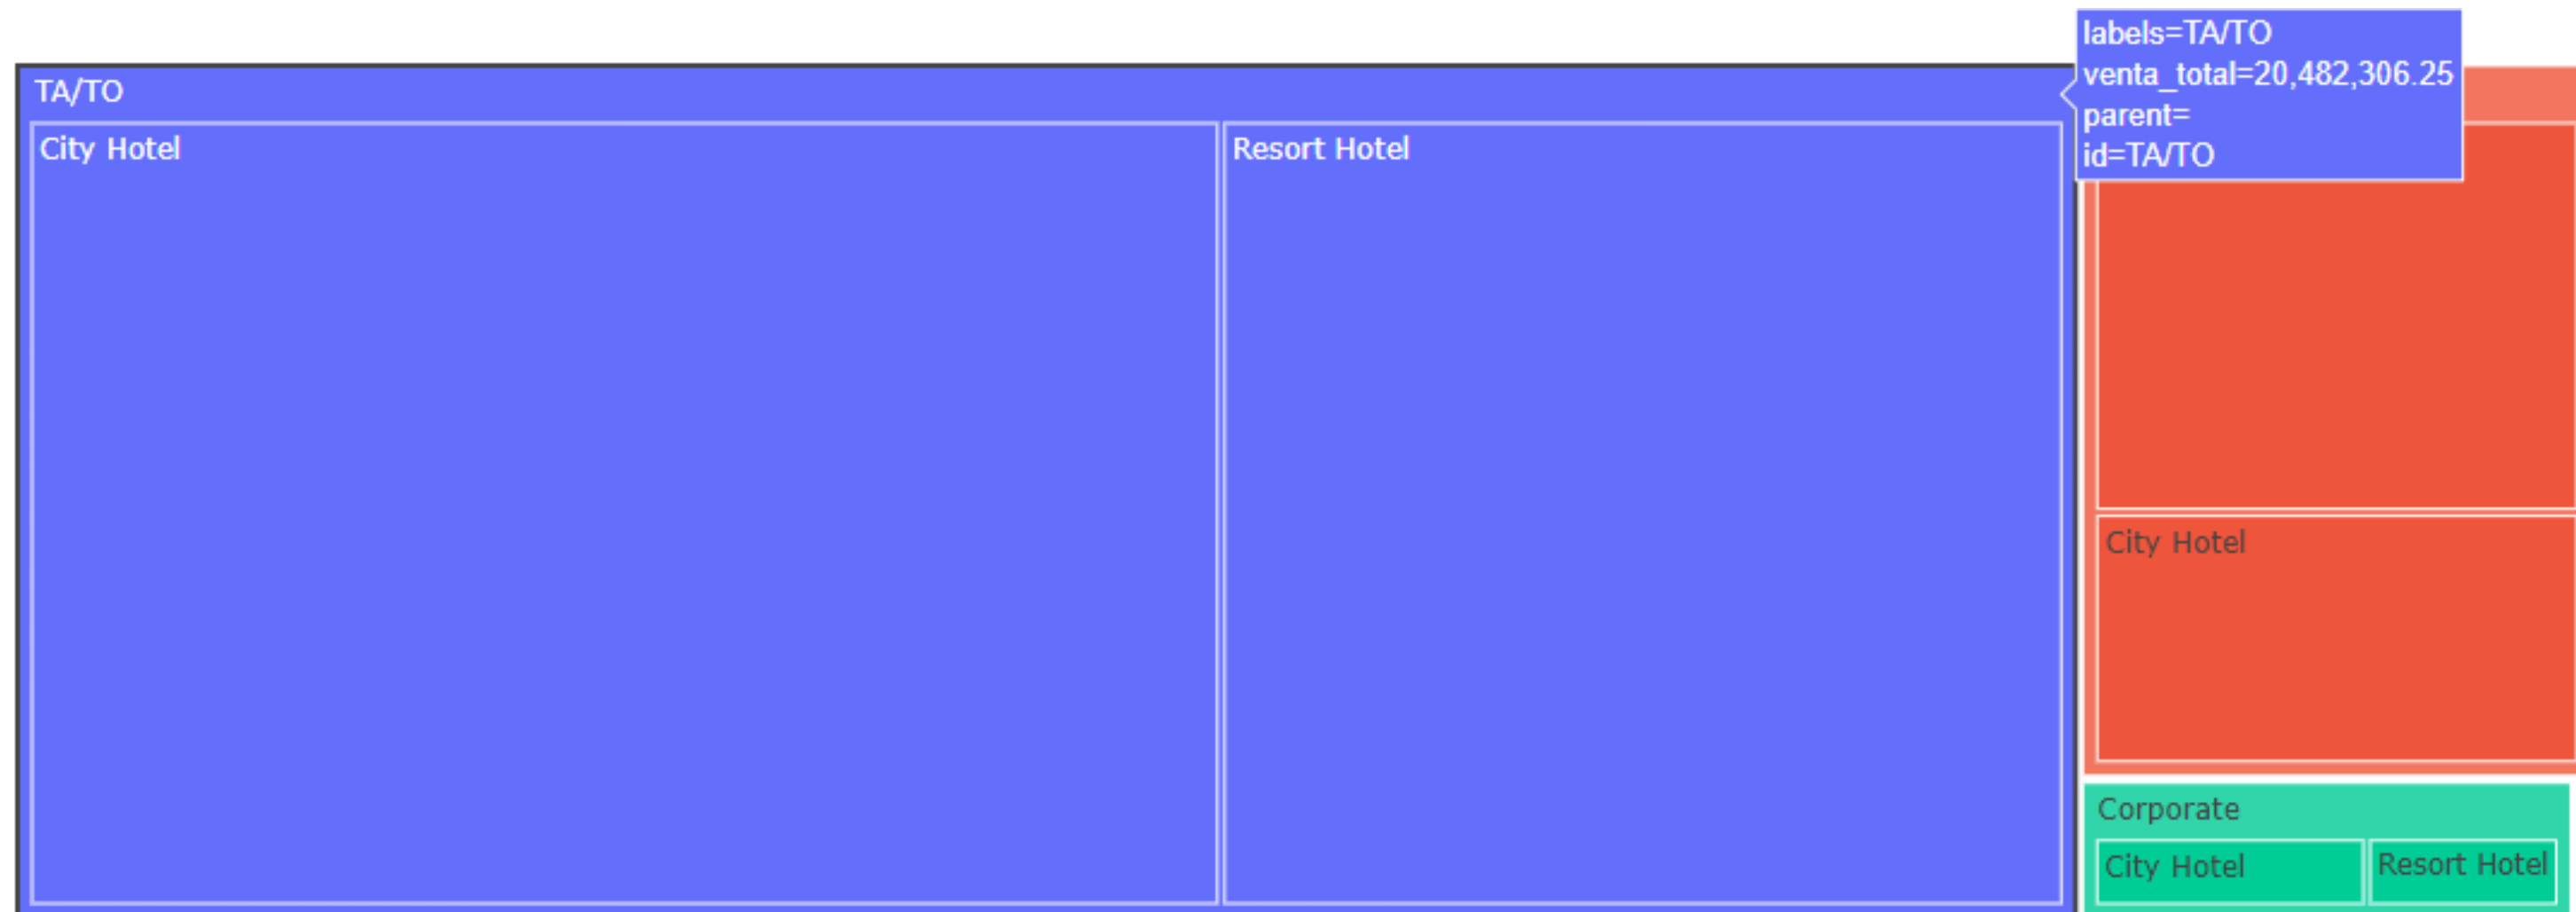 labels=TA/TO
venta_total=20,482,306.25
parent=
id=TA/TO
TA/TO
City Hotel
Resort Hotel
City Hotel
Corporate
City Hotel
Resort Hotel